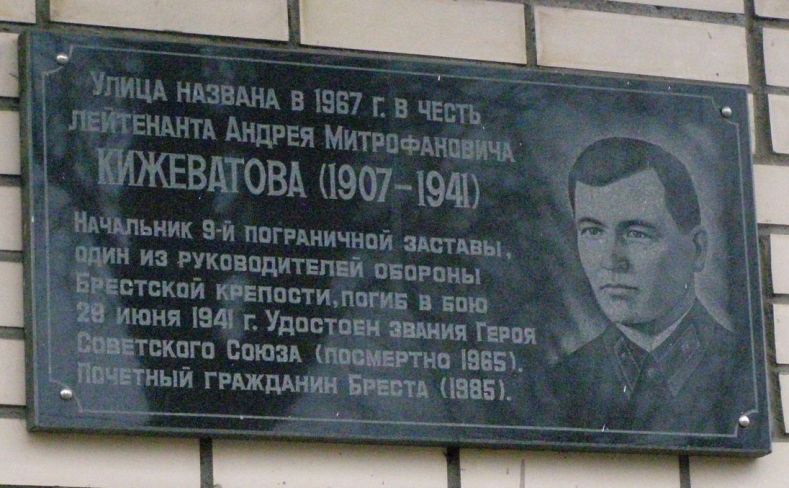 Улица названа в 1967 г. в честь
лейтенанта Андрея Митрофановича
КИЖЕВАТОВА (1907-1941)
Начальник 9-й пограничной заставы,
один из руководителей обороны
Брестской крепости, погиб в бою
29 июня 1941 г. Удостоен звания Героя
Советского Союза (посмертно 1965).
Почетный гражданин Бреста (1985).